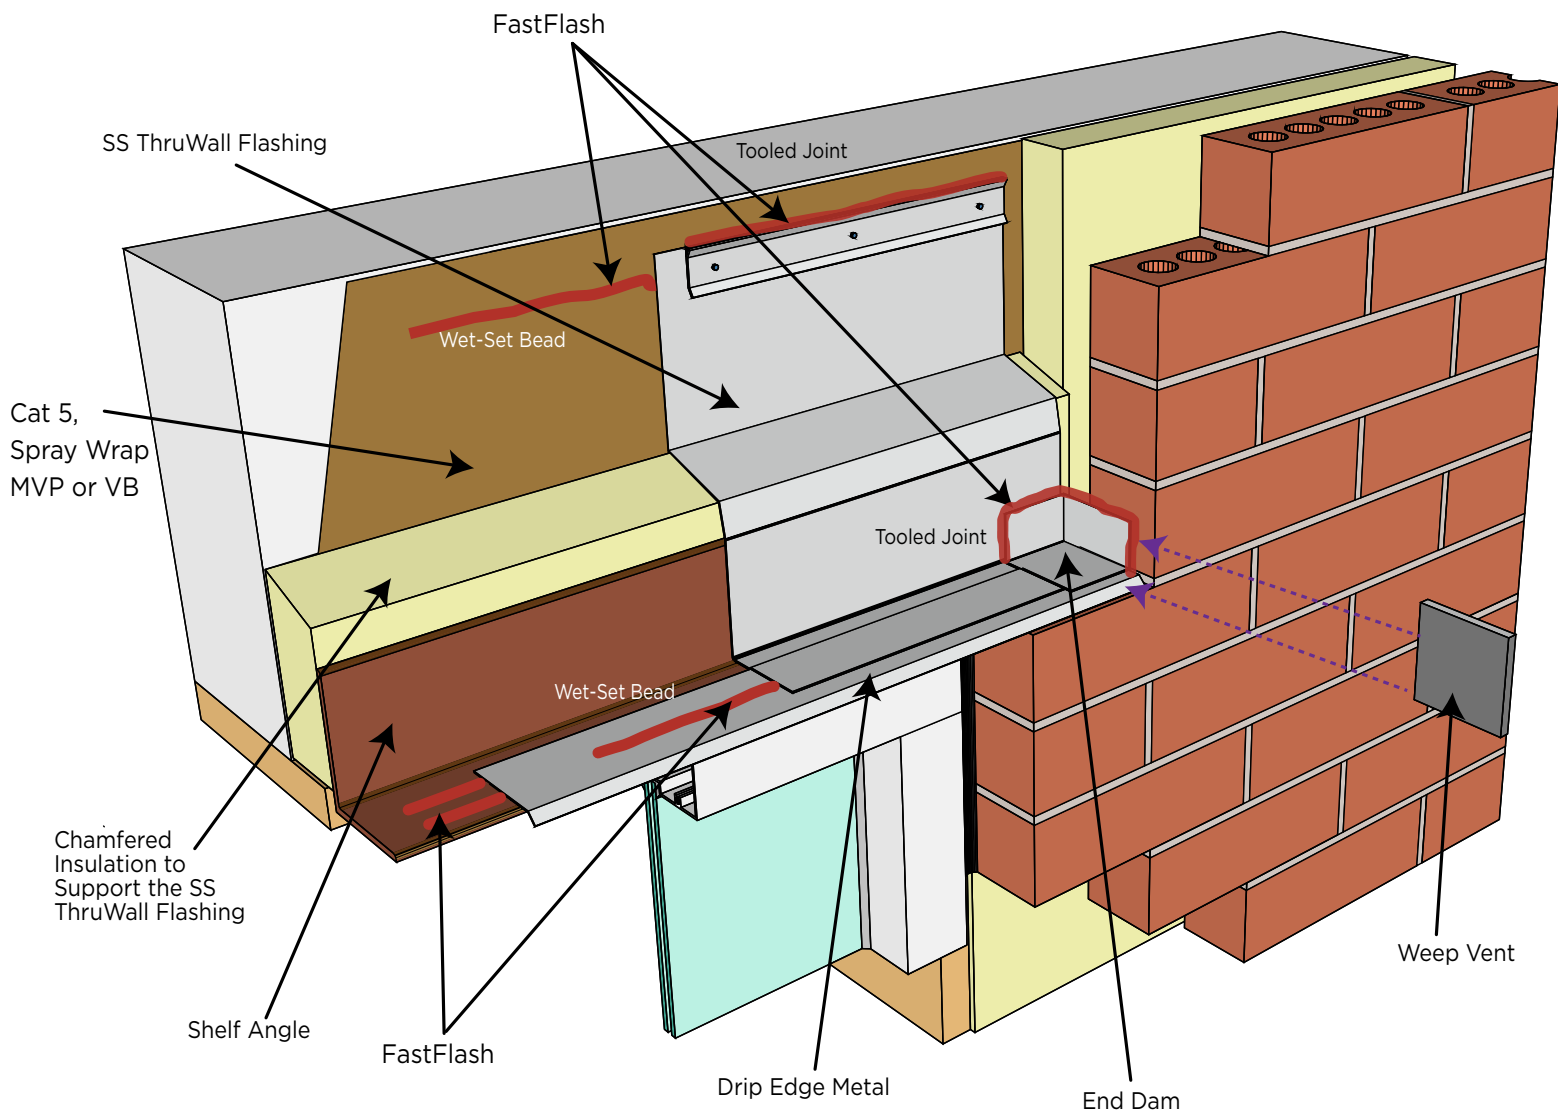 FastFlash
SS ThruWall Flashing
Tooled Joint
Wet-Set Bead
Cat 5,
Spray Wrap
MVP or VB
Tooled Joint
Wet-Set Bead
Chamfered
Insulation to
Support the SS
ThruWall Flashing
Weep Vent
Shelf Angle
FastFlash
Drip Edge Metal
End Dam